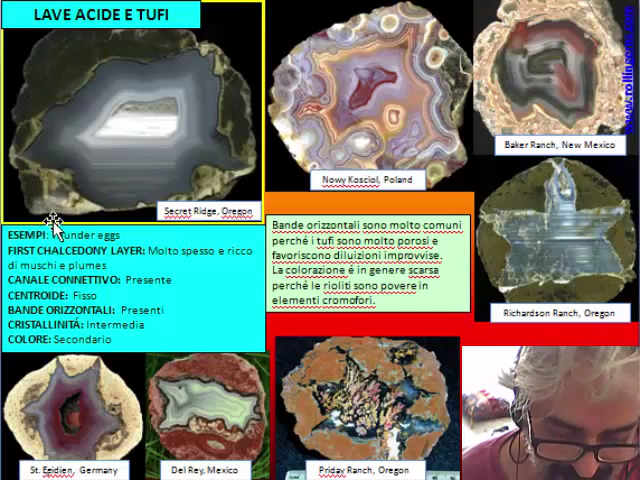 LAVE ACIDE E TUFI
Secret Ridge, Oregon
Nowy Kosciol, Poland
Baker Ranch, New Mexico
ESEMPI: under eggs
FIRST CHALCEDONY LAYER: Molto spesso e ricco
di muschi e plumes
CANALE CONNETTIVO: Presente
CENTROIDE: Fisso
BANDE ORIZZONTALI: Presenti
CRISTALLINITÁ: Intermedia
COLORE: Secondario
Bande orizzontali sono molto comuni
perché i tufi sono molto porosi e
favoriscono diluizioni improvvise.
La colorazione é in genere scarsa
perché le rioliti sono povere in
elementi cromofori.
Richardson Ranch, Oregon
St. Egidien, Germany
Del Rey, Mexico
Priday Ranch, Oregon